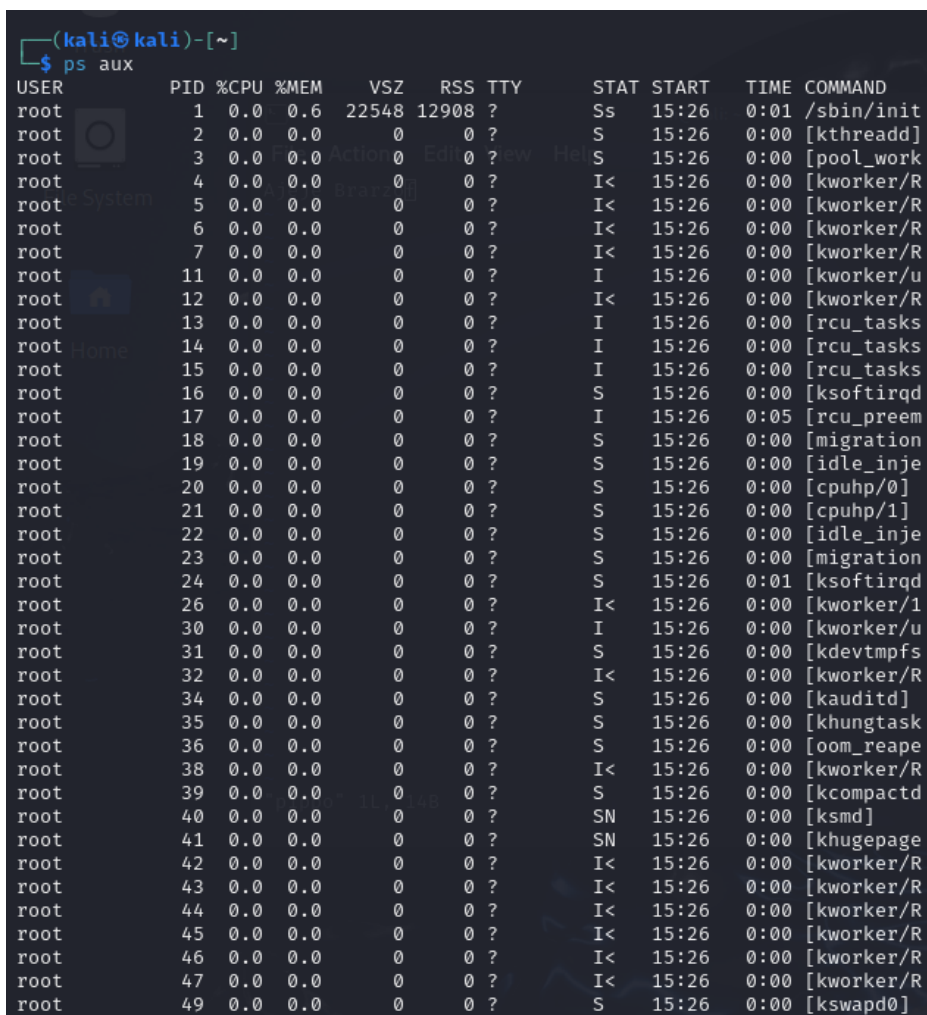 (kali㉿kali)-[~]
$ ps aux
USER PID %CPU %MEM VSZ RSS TTY STAT START TIME COMMAND
root 1 0.0 0.6 22548 12908 ? Ss 15:26 0:01 /sbin/init
root 2 0.0 0.0 0 0 ? S 15:26 0:00 [kthreadd]
root 3 0.0 0.0 0 0 ? S 15:26 0:00 [pool_work
root 4 0.0 0.0 0 0 ? I< 15:26 0:00 [kworker/R
root 5 0.0 0.0 0 0 ? I< 15:26 0:00 [kworker/R
root 6 0.0 0.0 0 0 ? I< 15:26 0:00 [kworker/R
root 7 0.0 0.0 0 0 ? I< 15:26 0:00 [kworker/R
root 11 0.0 0.0 0 0 ? I 15:26 0:00 [kworker/u
root 12 0.0 0.0 0 0 ? I< 15:26 0:00 [kworker/R
root 13 0.0 0.0 0 0 ? I 15:26 0:00 [rcu_tasks
root 14 0.0 0.0 0 0 ? I 15:26 0:00 [rcu_tasks
root 15 0.0 0.0 0 0 ? I 15:26 0:00 [rcu_tasks
root 16 0.0 0.0 0 0 ? S 15:26 0:00 [ksoftirqd
root 17 0.0 0.0 0 0 ? I 15:26 0:05 [rcu_preem
root 18 0.0 0.0 0 0 ? S 15:26 0:00 [migration
root 19 0.0 0.0 0 0 ? S 15:26 0:00 [idle_inje
root 20 0.0 0.0 0 0 ? S 15:26 0:00 [cpuhp/0]
root 21 0.0 0.0 0 0 ? S 15:26 0:00 [cpuhp/1]
root 22 0.0 0.0 0 0 ? S 15:26 0:00 [idle_inje
root 23 0.0 0.0 0 0 ? S 15:26 0:00 [migration
root 24 0.0 0.0 0 0 ? S 15:26 0:01 [ksoftirqd
root 26 0.0 0.0 0 0 ? I< 15:26 0:00 [kworker/1
root 30 0.0 0.0 0 0 ? I 15:26 0:00 [kworker/u
root 31 0.0 0.0 0 0 ? S 15:26 0:00 [kdevtmpfs
root 32 0.0 0.0 0 0 ? I< 15:26 0:00 [kworker/R
root 34 0.0 0.0 0 0 ? S 15:26 0:00 [kauditd]
root 35 0.0 0.0 0 0 ? S 15:26 0:00 [khungtask
root 36 0.0 0.0 0 0 ? S 15:26 0:00 [oom_reape
root 38 0.0 0.0 0 0 ? I< 15:26 0:00 [kworker/R
root 39 0.0 0.0 0 0 ? S 15:26 0:00 [kcompactd
root 40 0.0 0.0 0 0 ? SN 15:26 0:00 [ksmd]
root 41 0.0 0.0 0 0 ? SN 15:26 0:00 [khugepage
root 42 0.0 0.0 0 0 ? I< 15:26 0:00 [kworker/R
root 43 0.0 0.0 0 0 ? I< 15:26 0:00 [kworker/R
root 44 0.0 0.0 0 0 ? I< 15:26 0:00 [kworker/R
root 45 0.0 0.0 0 0 ? I< 15:26 0:00 [kworker/R
root 46 0.0 0.0 0 0 ? I< 15:26 0:00 [kworker/R
root 47 0.0 0.0 0 0 ? I< 15:26 0:00 [kworker/R
root 49 0.0 0.0 0 0 ? S 15:26 0:00 [kswapd0]
File Actions Edit View Help
System
Home